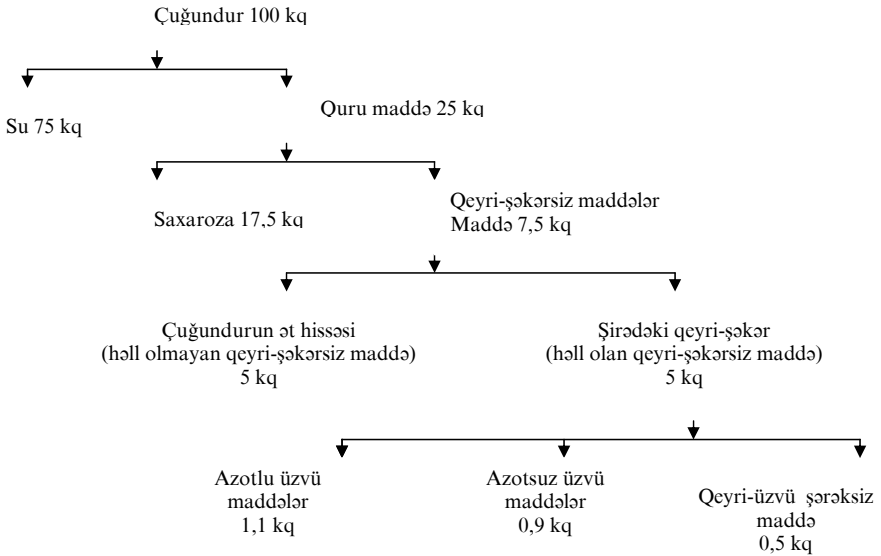 Çuğundur 100 kq
Su 75 kq
Quru maddə 25 kq
Saxaroza 17,5 kq
Qeyri-şəkərsiz maddələr
Maddə 7,5 kq
Çuğundurun ət hissəsi
(həll olmayan qeyri-şəkərsiz maddə)
5 kq
Şirədəki qeyri-şəkər
(həll olan qeyri-şəkərsiz maddə)
5 kq
Azotlu üzvü
maddələr
1,1 kq
Azotsuz üzvü
maddələr
0,9 kq
Qeyri-üzvü şərəksiz
maddə
0,5 kq